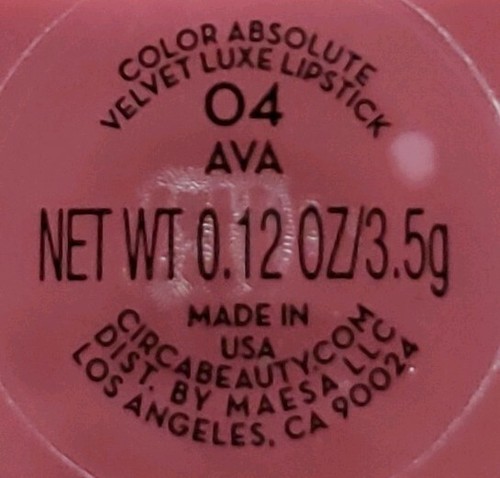 COLOR ABSOLUTE
VELVET LUXE LIPSTICK
04
AVA
NET WT 0.12 OZ/3.5g
MADE IN
USA
CIRCABEAUTY.COM
DIST. BY MAESA LLC
LOS ANGELES, CA 90024